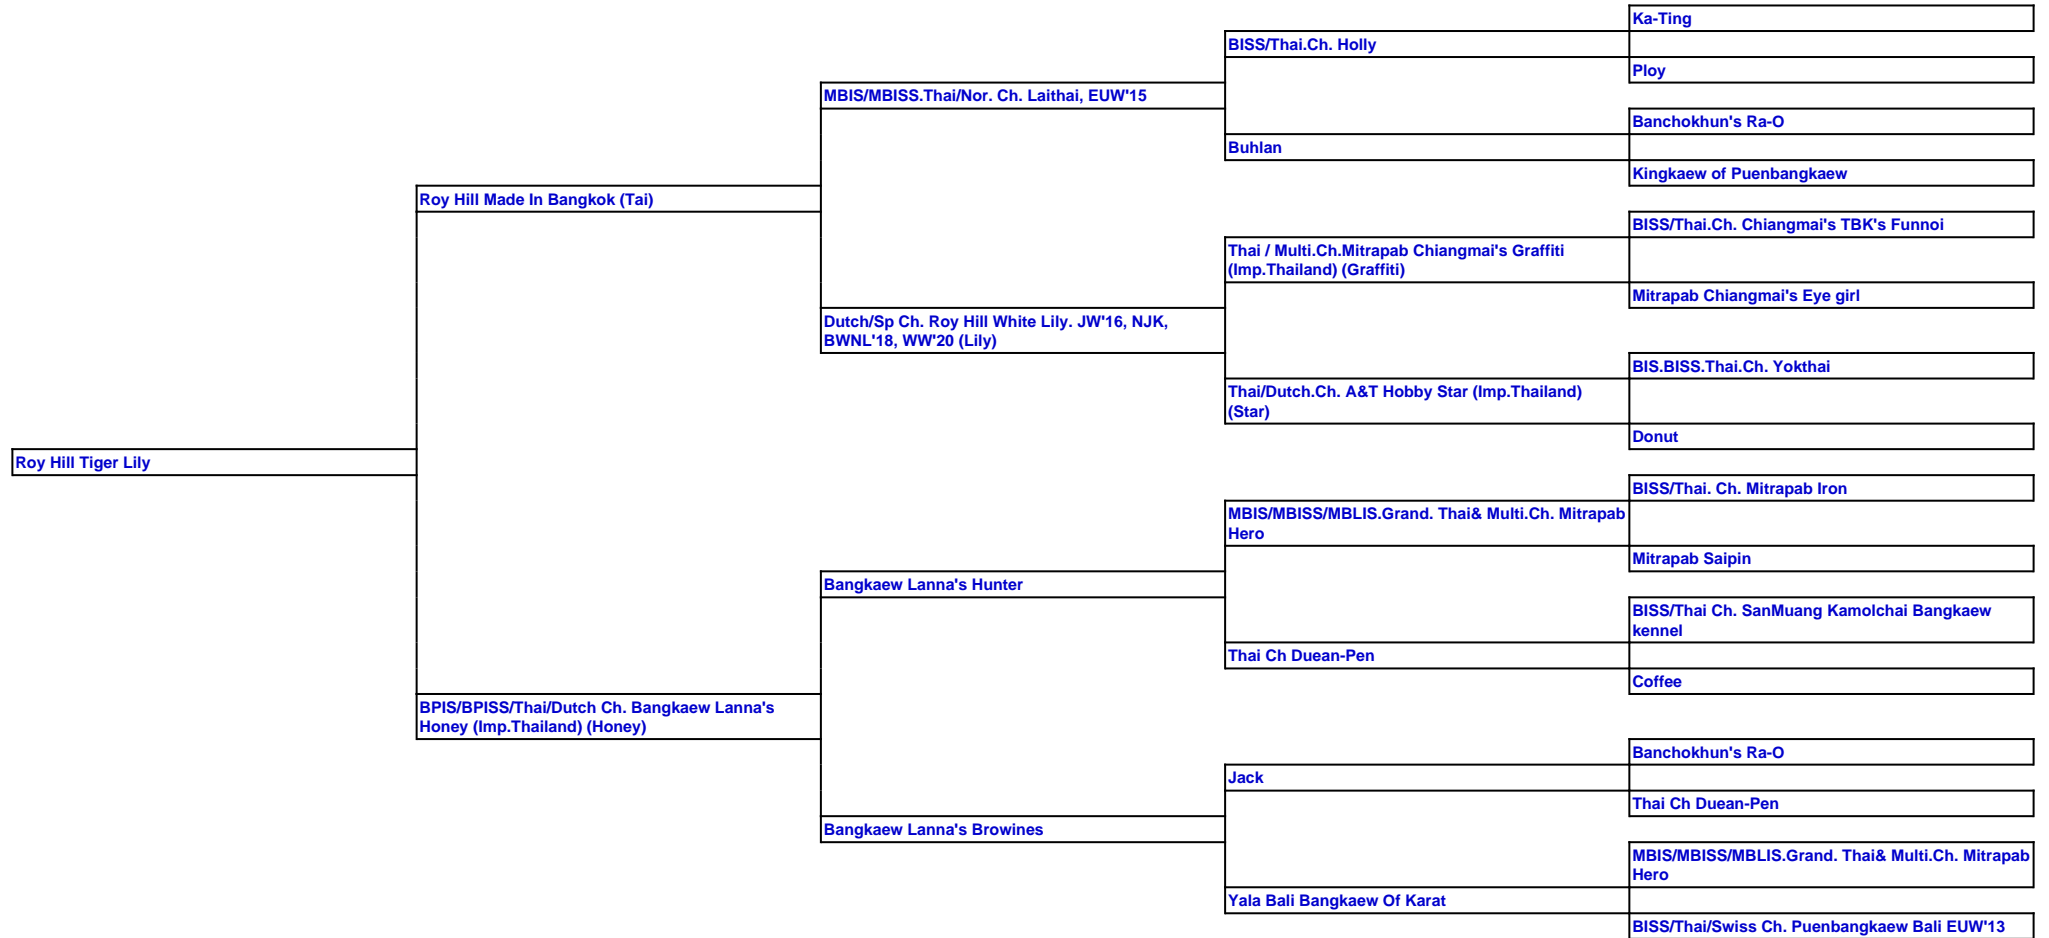 Ka-Ting
BISS/Thai.Ch. Holly
Ploy
MBIS/MBISS.Thai/Nor. Ch. Laithai, EUW'15
Banchokhun's Ra-O
Buhlan
Kingkaew of Puenbangkaew
Roy Hill Made In Bangkok (Tai)
BISS/Thai.Ch. Chiangmai's TBK's Funnoi
Thai / Multi.Ch.Mitrapab Chiangmai's Graffiti
(Imp.Thailand) (Graffiti)
Mitrapab Chiangmai's Eye girl
Dutch/Sp Ch. Roy Hill White Lily. JW'16, NJK,
BWNL'18, WW'20 (Lily)
BIS.BISS.Thai.Ch. Yokthai
Thai/Dutch.Ch. A&T Hobby Star (Imp.Thailand)
(Star)
Donut
Roy Hill Tiger Lily
BISS/Thai. Ch. Mitrapab Iron
MBIS/MBISS/MBLIS.Grand. Thai& Multi.Ch. Mitrapab
Hero
Mitrapab Saipin
Bangkaew Lanna's Hunter
BISS/Thai Ch. SanMuang Kamolchai Bangkaew
kennel
Thai Ch Duean-Pen
Coffee
BPIS/BPISS/Thai/Dutch Ch. Bangkaew Lanna's
Honey (Imp.Thailand) (Honey)
Banchokhun's Ra-O
Jack
Thai Ch Duean-Pen
Bangkaew Lanna's Browines
MBIS/MBISS/MBLIS.Grand. Thai& Multi.Ch. Mitrapab
Hero
Yala Bali Bangkaew Of Karat
BISS/Thai/Swiss Ch. Puenbangkaew Bali EUW'13